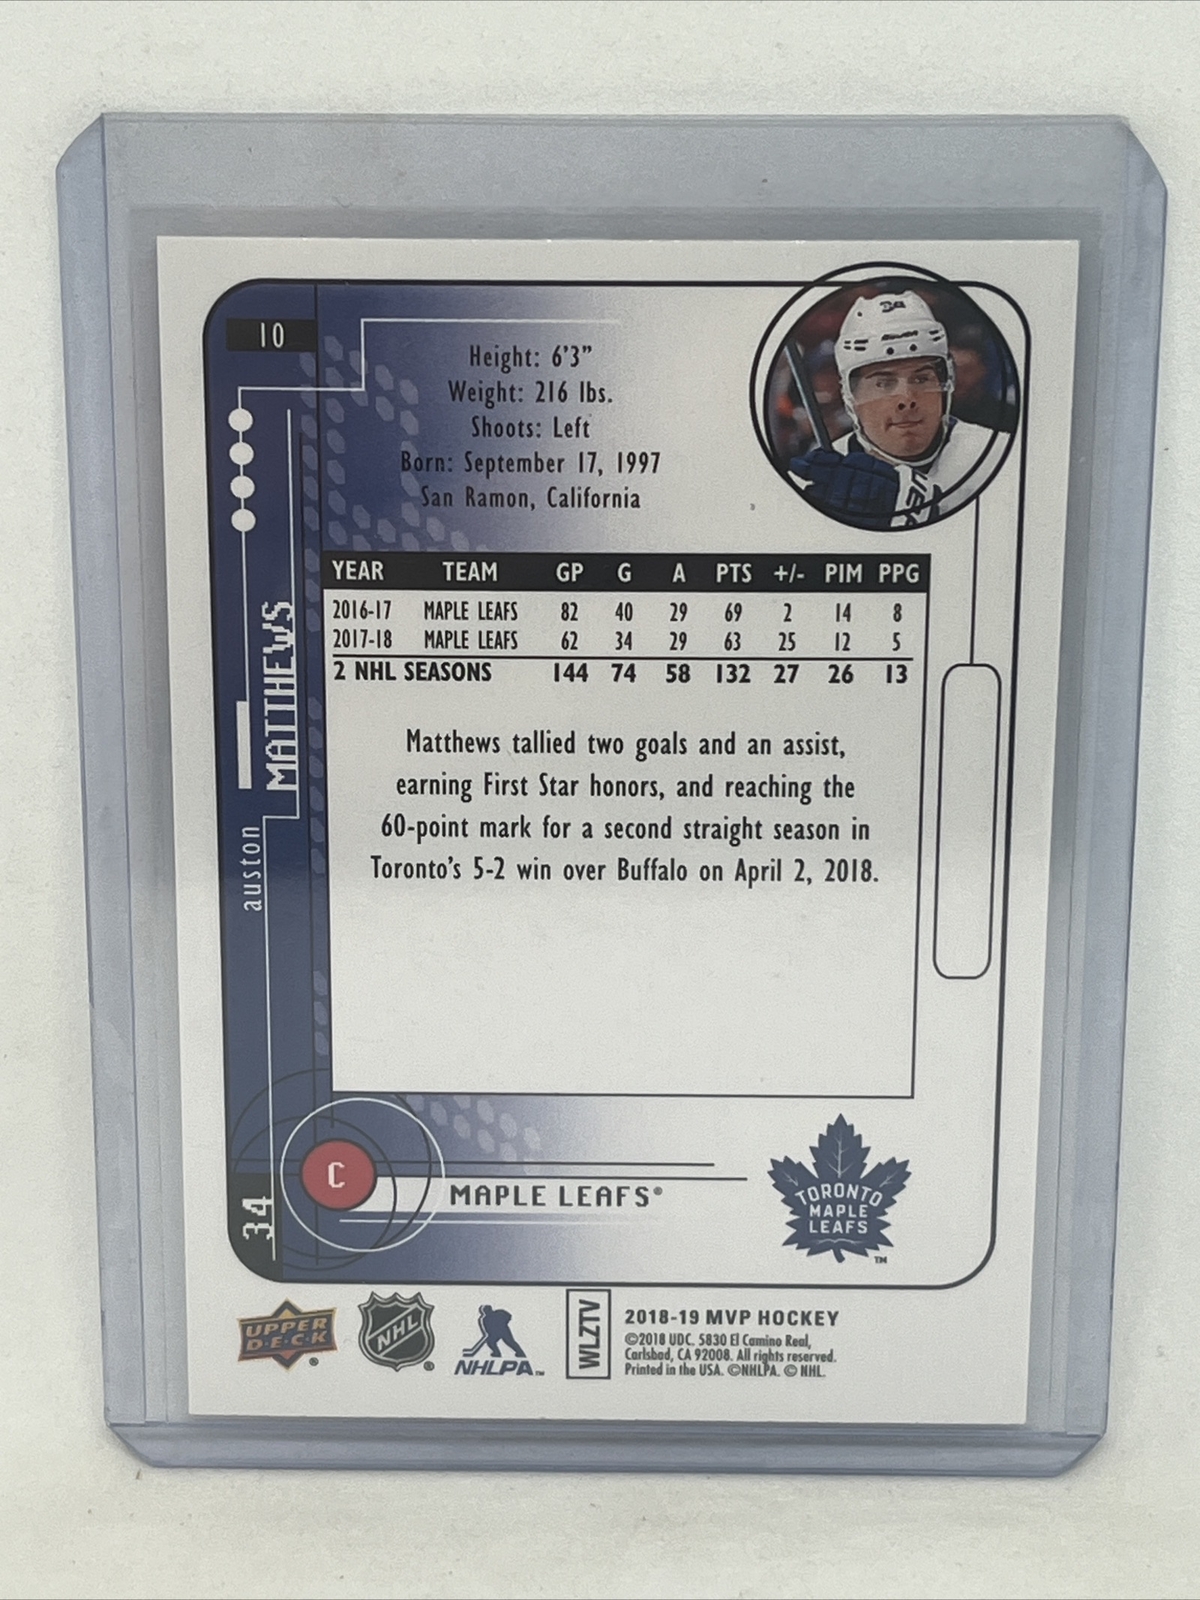 10
Height: 6'3"
Weight: 216 lbs.
Shoots: Left
Born: September 17, 1997
San Ramon, California
34
auston
MATTHEWS
YEAR TEAM GP G A PTS +/- PIM PPG
2016-17 MAPLE LEAFS 82 40 29 69 2 14 8
2017-18 MAPLE LEAFS 62 34 29 63 25 12 5
2 NHL SEASONS 144 74 58 132 27 26 13
Matthews tallied two goals and an assist,
earning First Star honors, and reaching the
60-point mark for a second straight season in
Toronto's 5-2 win over Buffalo on April 2, 2018.
34
C
MAPLE LEAFS®
TORONTO
MAPLE
LEAFS
™
UPPER
D·E·C·K
®
NHL
®
NHLPA™
WLZTV
2018-19 MVP HOCKEY
©2018 UDC. 5830 El Camino Real,
Carlsbad, CA 92008. All rights reserved.
Printed in the USA. ©NHLPA. © NHL.